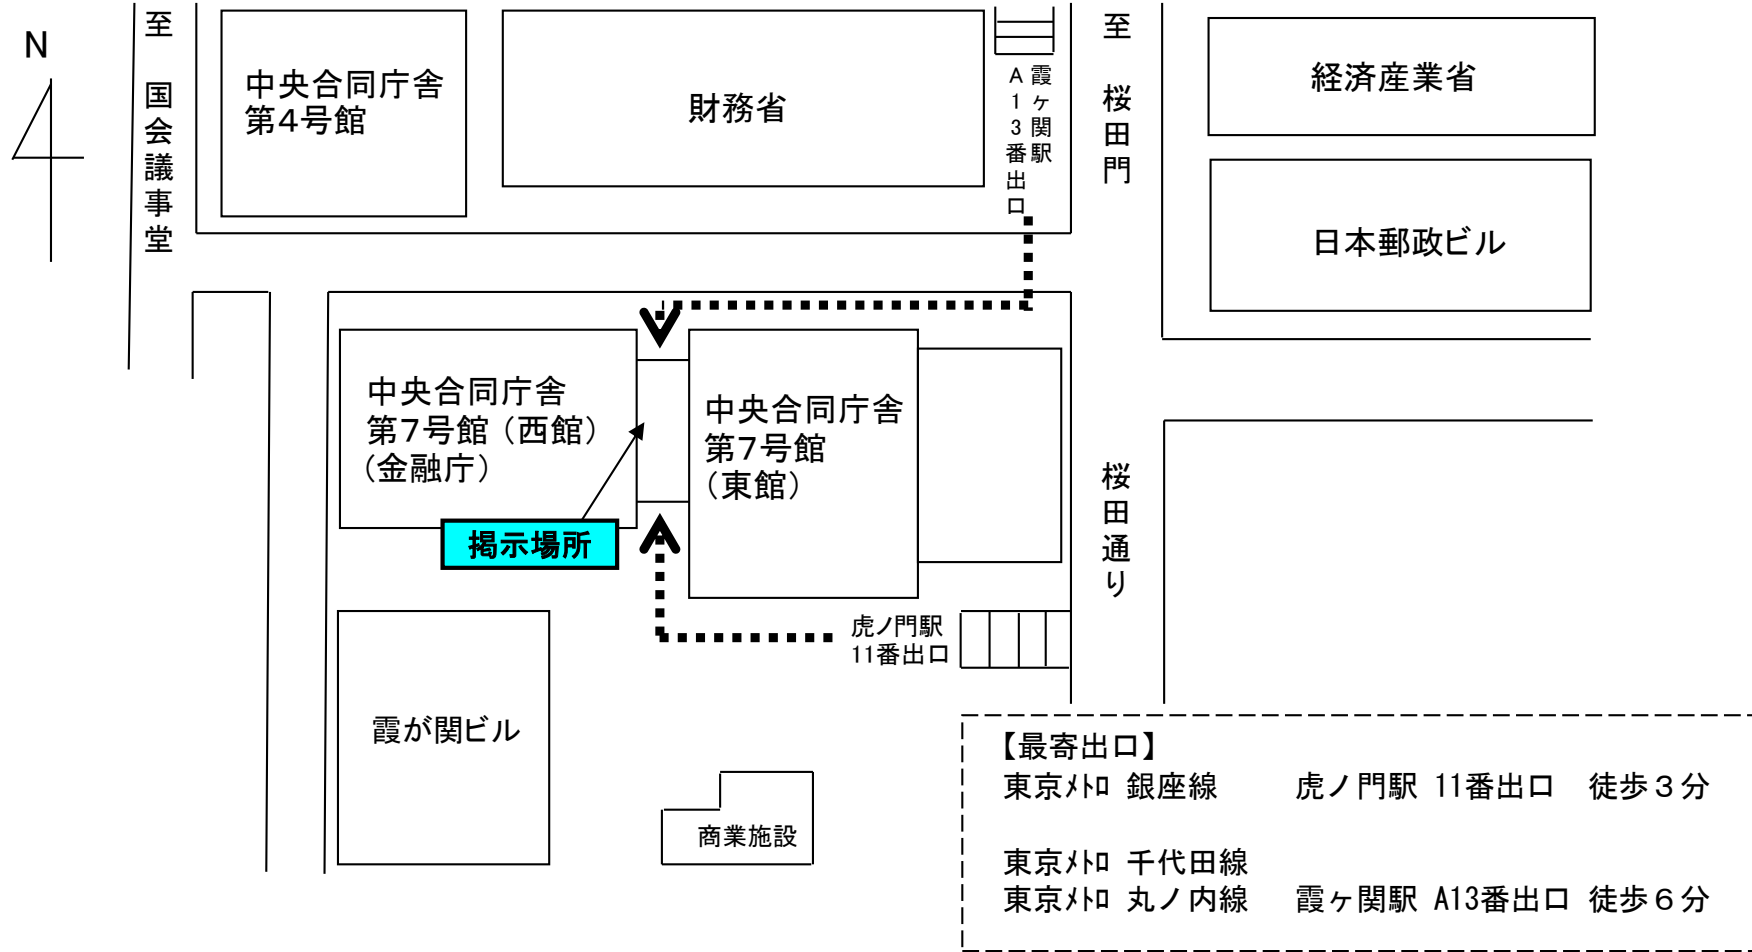 N
至 国会議事堂
中央合同庁舎
第4号館
財務省
霞ヶ関駅
A13番出口
至 桜田門
経済産業省
日本郵政ビル
中央合同庁舎
第7号館（西館）
（金融庁）
中央合同庁舎
第7号館
（東館）
掲示場所
桜田通り
虎ノ門駅
11番出口
霞が関ビル
商業施設
【最寄出口】
東京ﾒﾄﾛ 銀座線 虎ノ門駅 11番出口 徒歩３分
東京ﾒﾄﾛ 千代田線
東京ﾒﾄﾛ 丸ノ内線 霞ヶ関駅 A13番出口 徒歩６分